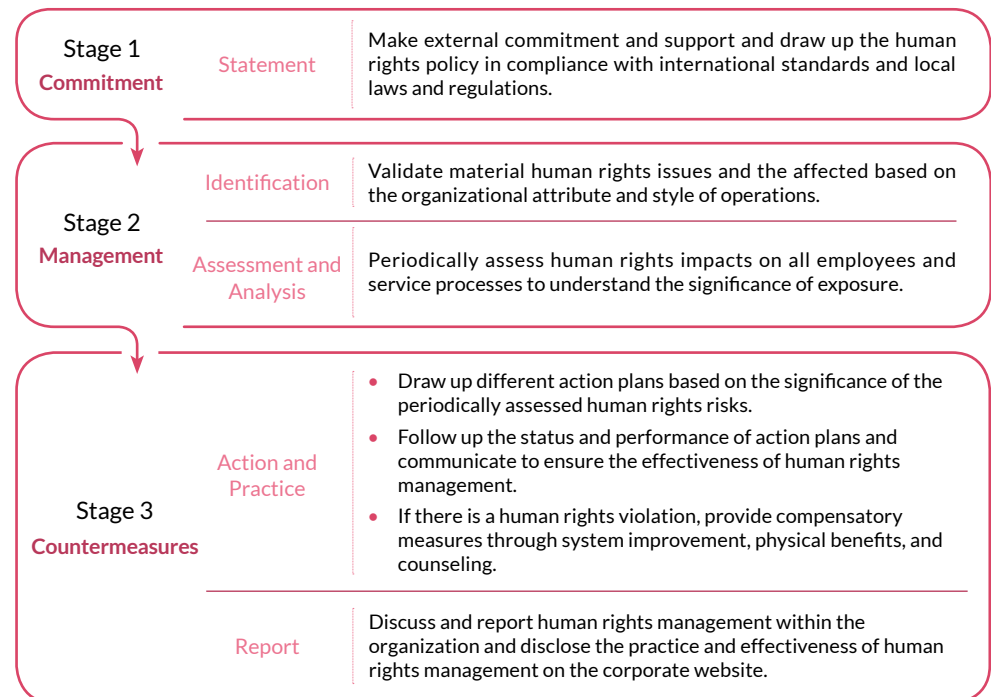 Stage 1
Commitment
Statement
Make external commitment and support and draw up the human
rights policy in compliance with international standards and local
laws and regulations.
Stage 2
Management
Identification
Validate material human rights issues and the affected based on
the organizational attribute and style of operations.
Assessment and
Analysis
Periodically assess human rights impacts on all employees and
service processes to understand the significance of exposure.
Stage 3
Countermeasures
Action and
Practice
• Draw up different action plans based on the significance of the
periodically assessed human rights risks.
• Follow up the status and performance of action plans and
communicate to ensure the effectiveness of human rights
management.
• If there is a human rights violation, provide compensatory
measures through system improvement, physical benefits, and
counseling.
Report
Discuss and report human rights management within the
organization and disclose the practice and effectiveness of human
rights management on the corporate website.